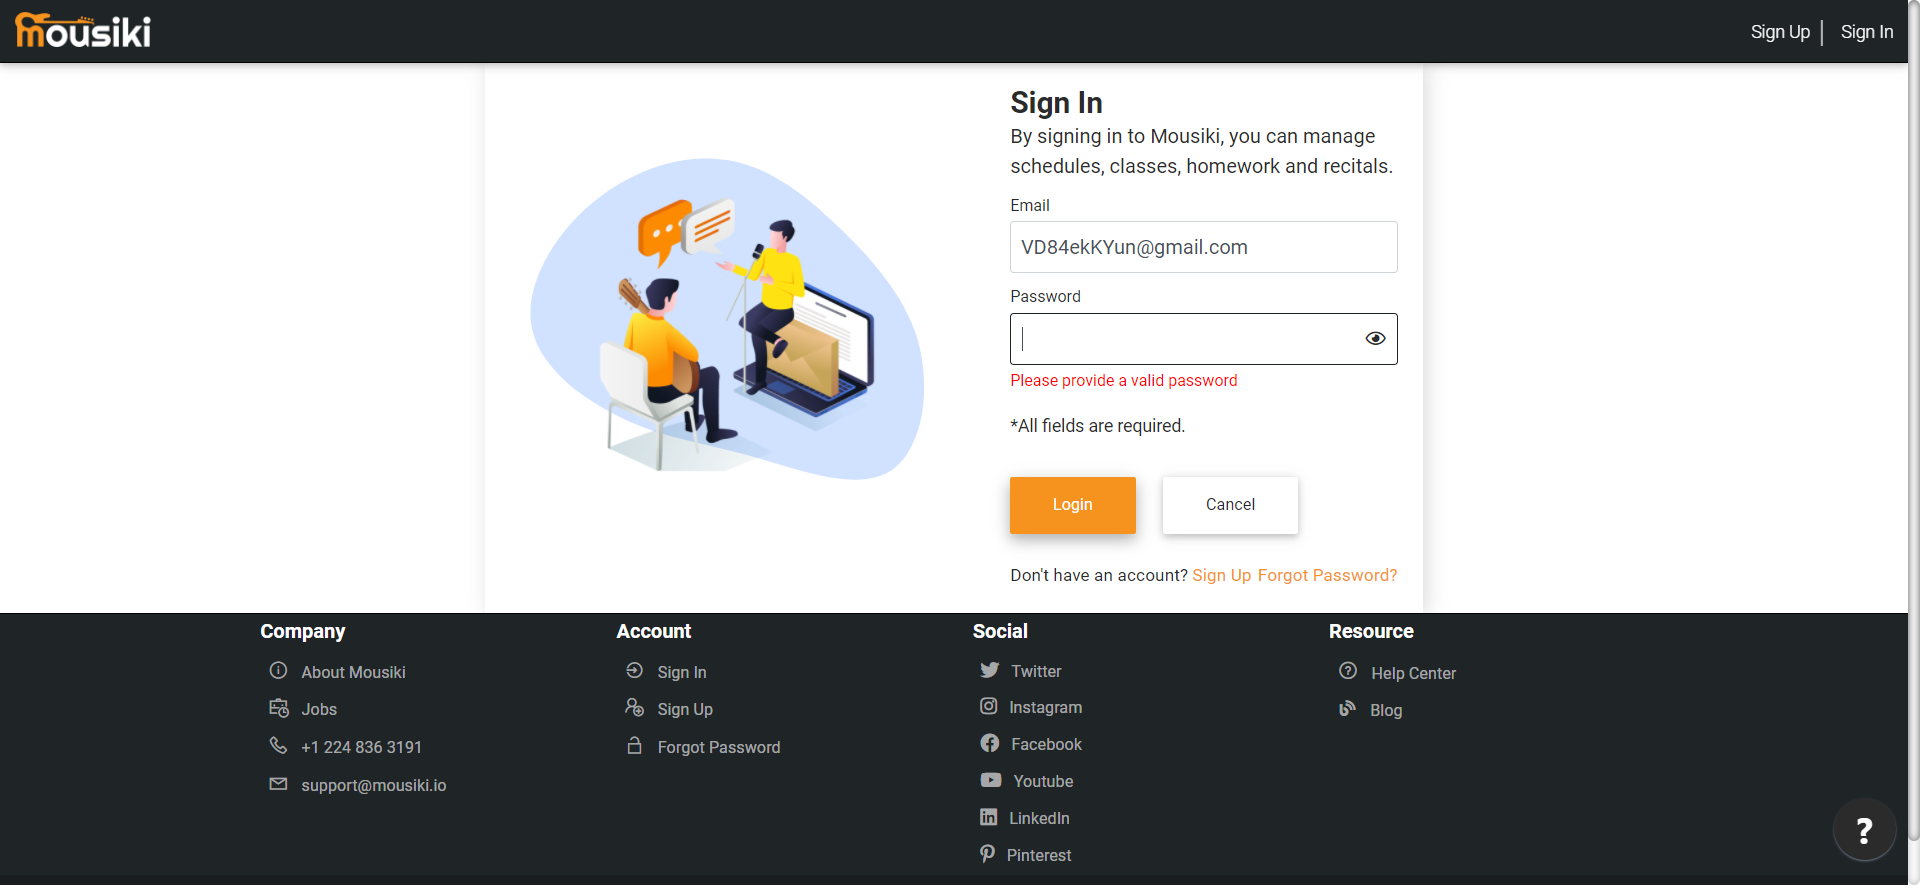 mousiki
Sign Up
Sign In
Sign In
By signing in to Mousiki, you can manage
schedules, classes, homework and recitals.
Email
VD84ekKYun@gmail.com
Password
Please provide a valid password
*All fields are required.
Login
Cancel
Don't have an account? Sign Up Forgot Password?
Company
About Mousiki
Jobs
+1 224 836 3191
support@mousiki.io
Account
Sign In
Sign Up
Forgot Password
Social
Twitter
Instagram
Facebook
Youtube
LinkedIn
Pinterest
Resource
Help Center
Blog
?